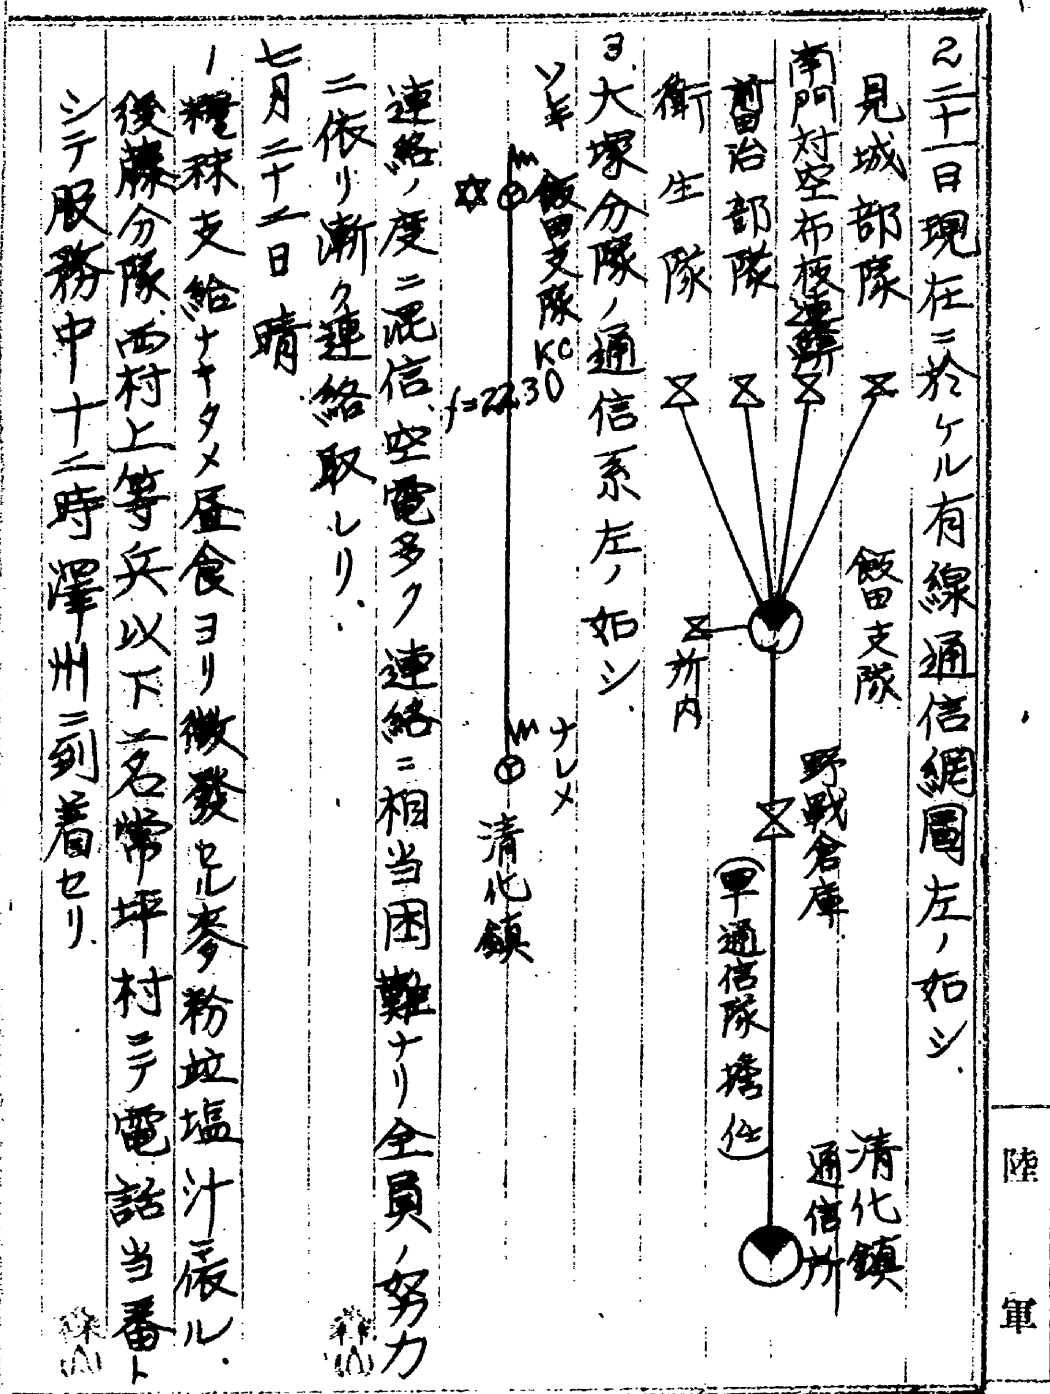 2 二十一日現在ニ於ケル有線通信網圖左ノ如シ.
見城部隊
飯田支隊
清化鎮
通信所
南門対空布板連絡所
野戰倉庫.
前田治部隊
(甲通信隊擔任)
衛生隊
所内
3. 大塚分隊ノ通信系左ノ如シ.
ソ年
飯田支隊
KC
f=2230
ナレメ
清化鎮
連絡ノ度ニ混信、空電多ク連絡ニ相当困難ナリ全員ノ努力
ニ依リ漸ク連絡取レリ.
七月二十二日 晴
1 糧秣支給ナキタメ昼食ヨリ徴發セル麥粉並塩汁ニ依ル.
後藤分隊西村上等兵以下二名常坪村ニテ電話当番ト
シテ服務中十二時澤州ニ到着セリ.
陸軍